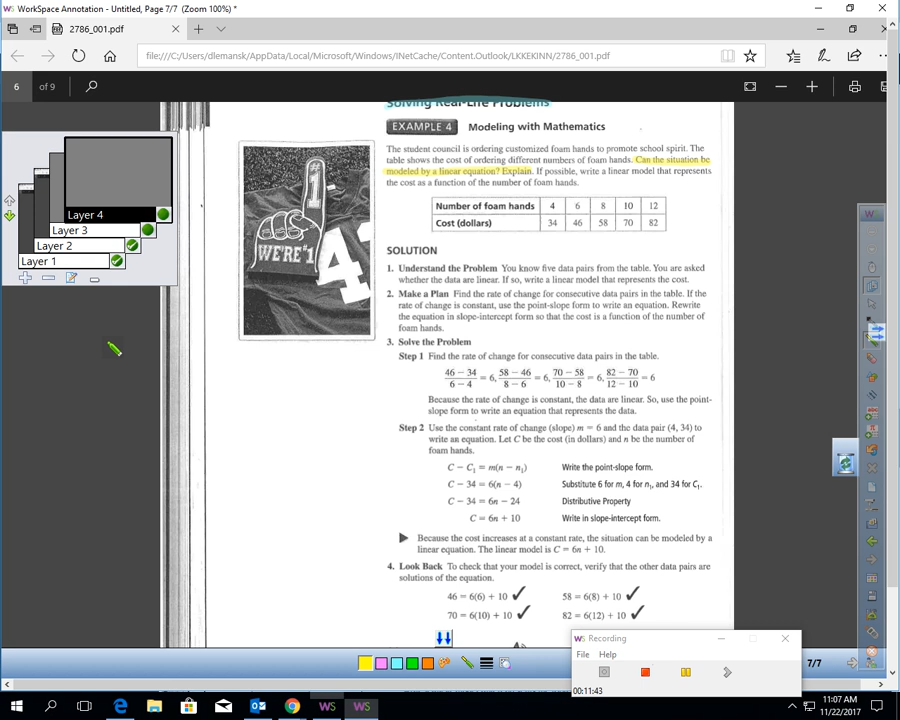 WorkSpace Annotation - Untitled, Page 7/7 (Zoom 100%) *
2786_001.pdf
file:///C:/Users/dlemansk/AppData/Local/Microsoft/Windows/INetCache/Content.Outlook/LKKEKINN/2786_001.pdf
6 of 9
Layer 4
Layer 3
Layer 2
Layer 1
Solving Real-Life Problems
EXAMPLE 4 Modeling with Mathematics
The student council is ordering customized foam hands to promote school spirit. The
table shows the cost of ordering different numbers of foam hands. Can the situation be
modeled by a linear equation? Explain. If possible, write a linear model that represents
the cost as a function of the number of foam hands.
Number of foam hands 4 6 8 10 12
Cost (dollars) 34 46 58 70 82
#1
WE'RE #1
4
SOLUTION
1. Understand the Problem You know five data pairs from the table. You are asked
whether the data are linear. If so, write a linear model that represents the cost.
2. Make a Plan Find the rate of change for consecutive data pairs in the table. If the
rate of change is constant, use the point-slope form to write an equation. Rewrite
the equation in slope-intercept form so that the cost is a function of the number of
foam hands.
3. Solve the Problem
Step 1 Find the rate of change for consecutive data pairs in the table.
46 − 34 / 6 − 4 = 6, 58 − 46 / 8 − 6 = 6, 70 − 58 / 10 − 8 = 6, 82 − 70 / 12 − 10 = 6
Because the rate of change is constant, the data are linear. So, use the point-
slope form to write an equation that represents the data.
Step 2 Use the constant rate of change (slope) m = 6 and the data pair (4, 34) to
write an equation. Let C be the cost (in dollars) and n be the number of
foam hands.
C − C₁ = m(n − n₁) Write the point-slope form.
C − 34 = 6(n − 4) Substitute 6 for m, 4 for n₁, and 34 for C₁.
C − 34 = 6n − 24 Distributive Property
C = 6n + 10 Write in slope-intercept form.
Because the cost increases at a constant rate, the situation can be modeled by a
linear equation. The linear model is C = 6n + 10.
4. Look Back To check that your model is correct, verify that the other data pairs are
solutions of the equation.
46 = 6(6) + 10 ✓ 58 = 6(8) + 10 ✓
70 = 6(10) + 10 ✓ 82 = 6(12) + 10 ✓
Recording
File Help
00:11:43
7/7
11:07 AM
11/22/2017